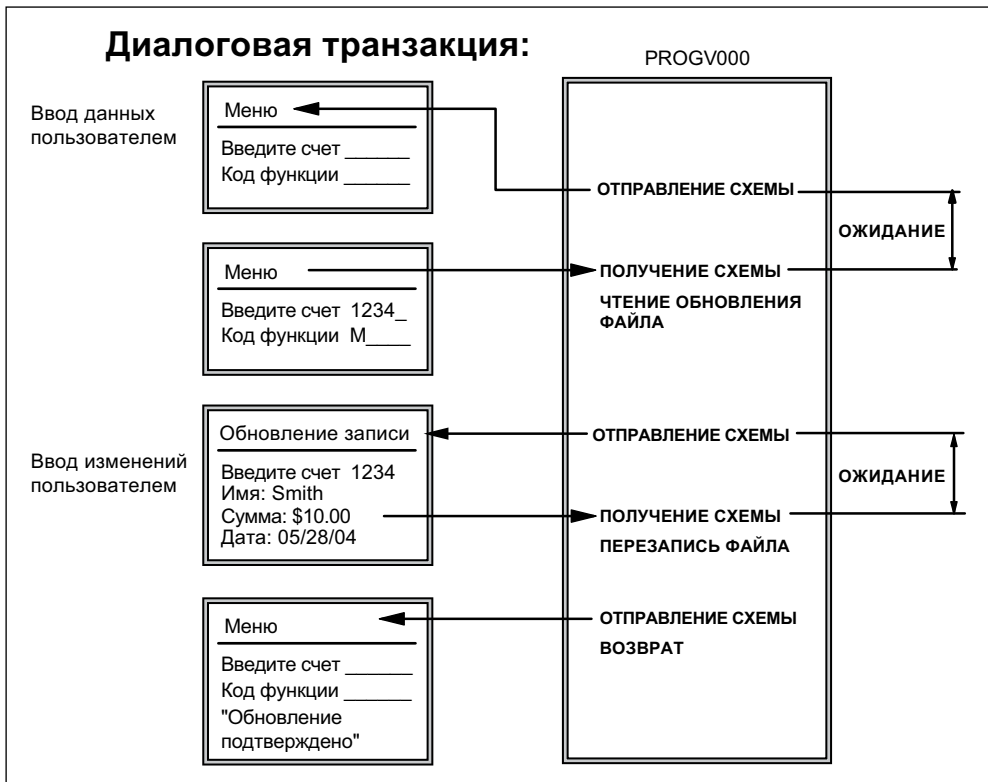 Диалоговая транзакция:
PROGV000
Ввод данных
пользователем
Меню
Введите счет ______
Код функции ______
ОТПРАВЛЕНИЕ СХЕМЫ
ОЖИДАНИЕ
Меню
Введите счет 1234_
Код функции M____
ПОЛУЧЕНИЕ СХЕМЫ
ЧТЕНИЕ ОБНОВЛЕНИЯ
ФАЙЛА
Ввод изменений
пользователем
Обновление записи
Введите счет 1234
Имя: Smith
Сумма: $10.00
Дата: 05/28/04
ОТПРАВЛЕНИЕ СХЕМЫ
ОЖИДАНИЕ
ПОЛУЧЕНИЕ СХЕМЫ
ПЕРЕЗАПИСЬ ФАЙЛА
Меню
Введите счет ______
Код функции ______
"Обновление
подтверждено"
ОТПРАВЛЕНИЕ СХЕМЫ
ВОЗВРАТ